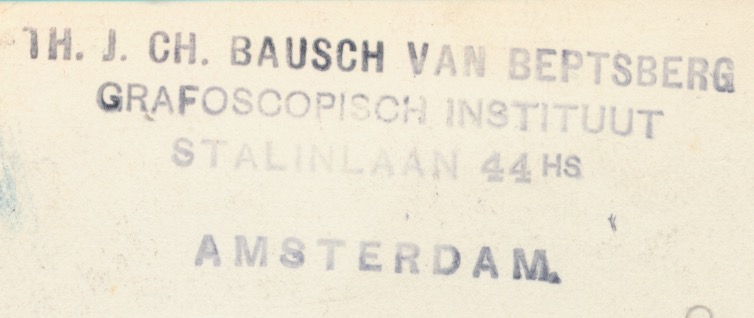 TH. J. CH. BAUSCH VAN BEPTSBERG
GRAFOSCOPISCH INSTITUUT
STALINLAAN 44 HS
AMSTERDAM.